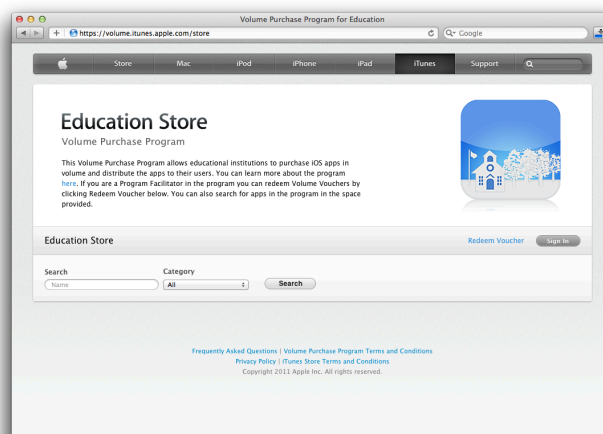 Volume Purchase Program for Education
https://volume.itunes.apple.com/store
Google
Store Mac iPod iPhone iPad iTunes Support
Education Store
Volume Purchase Program
This Volume Purchase Program allows educational institutions to purchase iOS apps in
volume and distribute the apps to their users. You can learn more about the program
here. If you are a Program Facilitator in the program you can redeem Volume Vouchers by
clicking Redeem Voucher below. You can also search for apps in the program in the space
provided.
Education Store Redeem Voucher Sign In
Search Category
Name All Search
Frequently Asked Questions | Volume Purchase Program Terms and Conditions
Privacy Policy | iTunes Store Terms and Conditions
Copyright 2011 Apple Inc. All rights reserved.